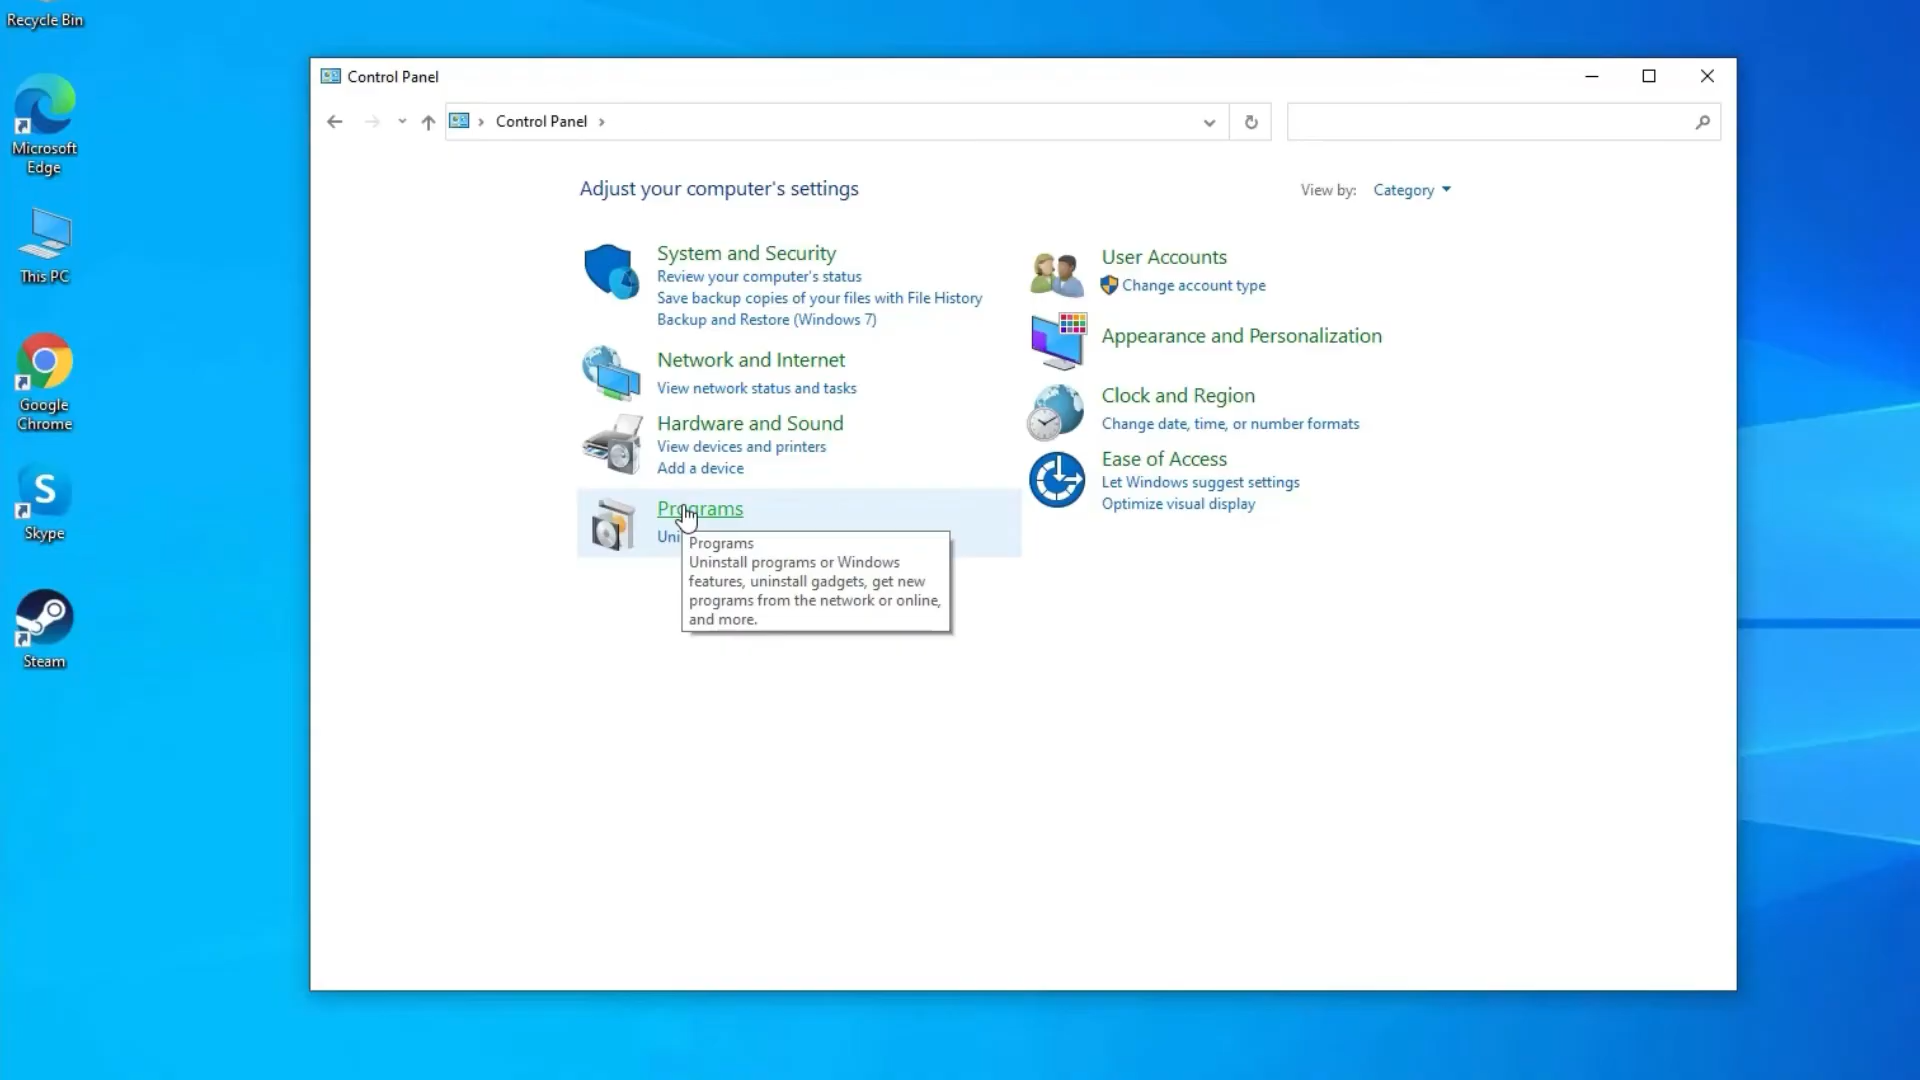 Recycle Bin
Microsoft
Edge
This PC
Google
Chrome
Skype
Steam
Control Panel
Control Panel
Adjust your computer's settings
View by: Category
System and Security
Review your computer's status
Save backup copies of your files with File History
Backup and Restore (Windows 7)
Network and Internet
View network status and tasks
Hardware and Sound
View devices and printers
Add a device
Programs
Programs
Uninstall programs or Windows
features, uninstall gadgets, get new
programs from the network or online,
and more.
User Accounts
Change account type
Appearance and Personalization
Clock and Region
Change date, time, or number formats
Ease of Access
Let Windows suggest settings
Optimize visual display